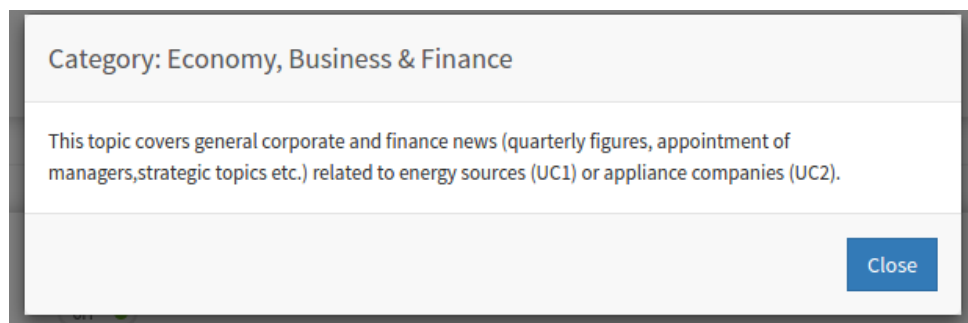 Category: Economy, Business & Finance
This topic covers general corporate and finance news (quarterly figures, appointment of
managers,strategic topics etc.) related to energy sources (UC1) or appliance companies (UC2).
Close